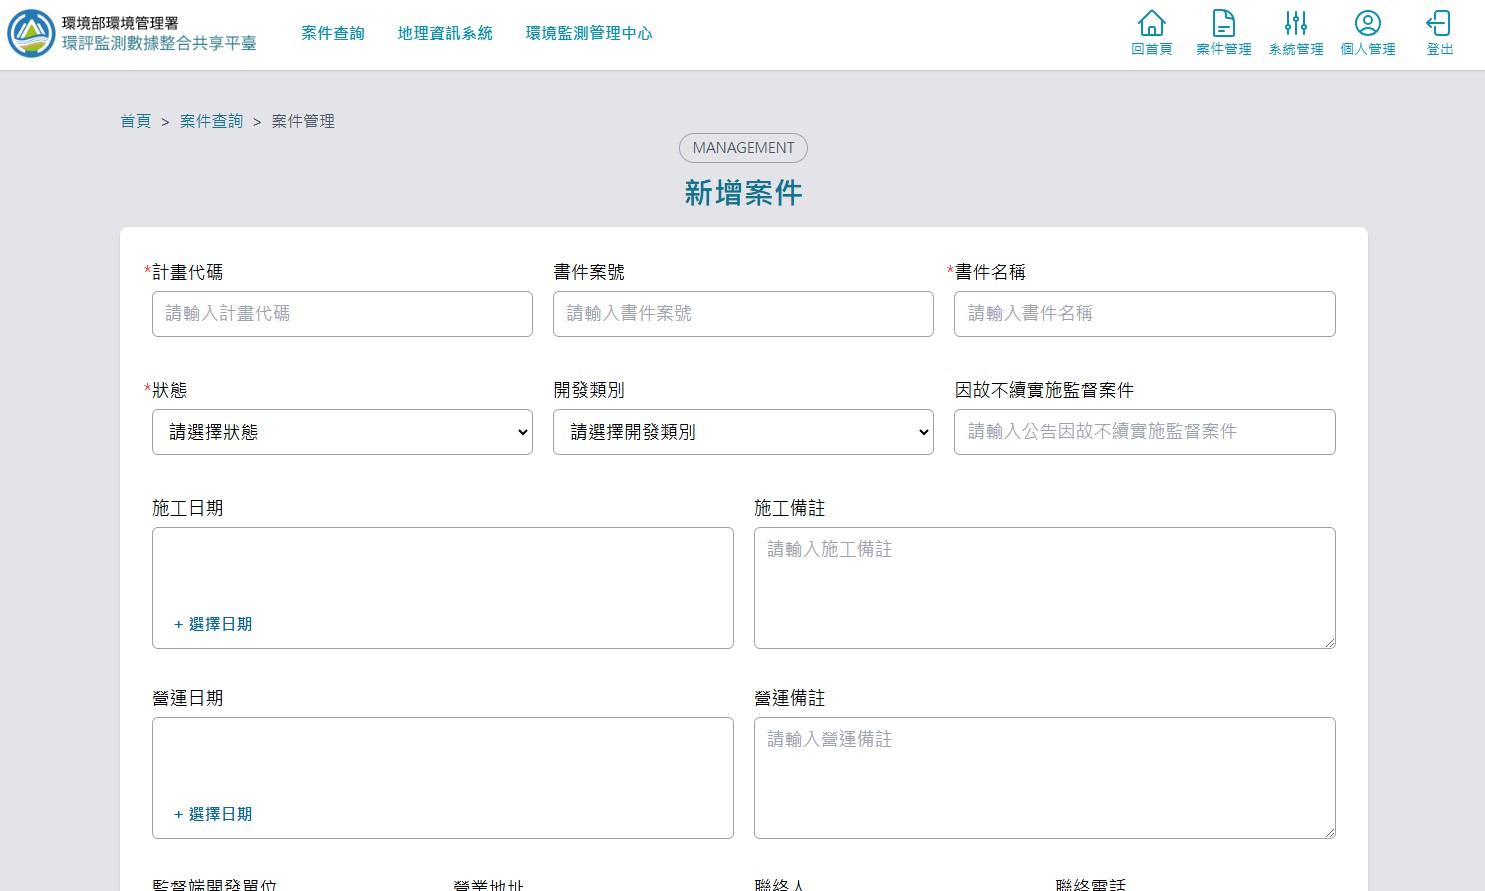 環境部環境管理署
環評監測數據整合共享平臺
案件查詢 地理資訊系統 環境監測管理中心
回首頁 案件管理 系統管理 個人管理 登出
首頁 > 案件查詢 > 案件管理
MANAGEMENT
新增案件
*計畫代碼 書件案號 *書件名稱
請輸入計畫代碼 請輸入書件案號 請輸入書件名稱
*狀態 開發類別 因故不續實施監督案件
請選擇狀態 請選擇開發類別 請輸入公告因故不續實施監督案件
施工日期 施工備註
請輸入施工備註
+ 選擇日期
營運日期 營運備註
請輸入營運備註
+ 選擇日期
監督端開發單位 營業地址 聯絡人 聯絡電話